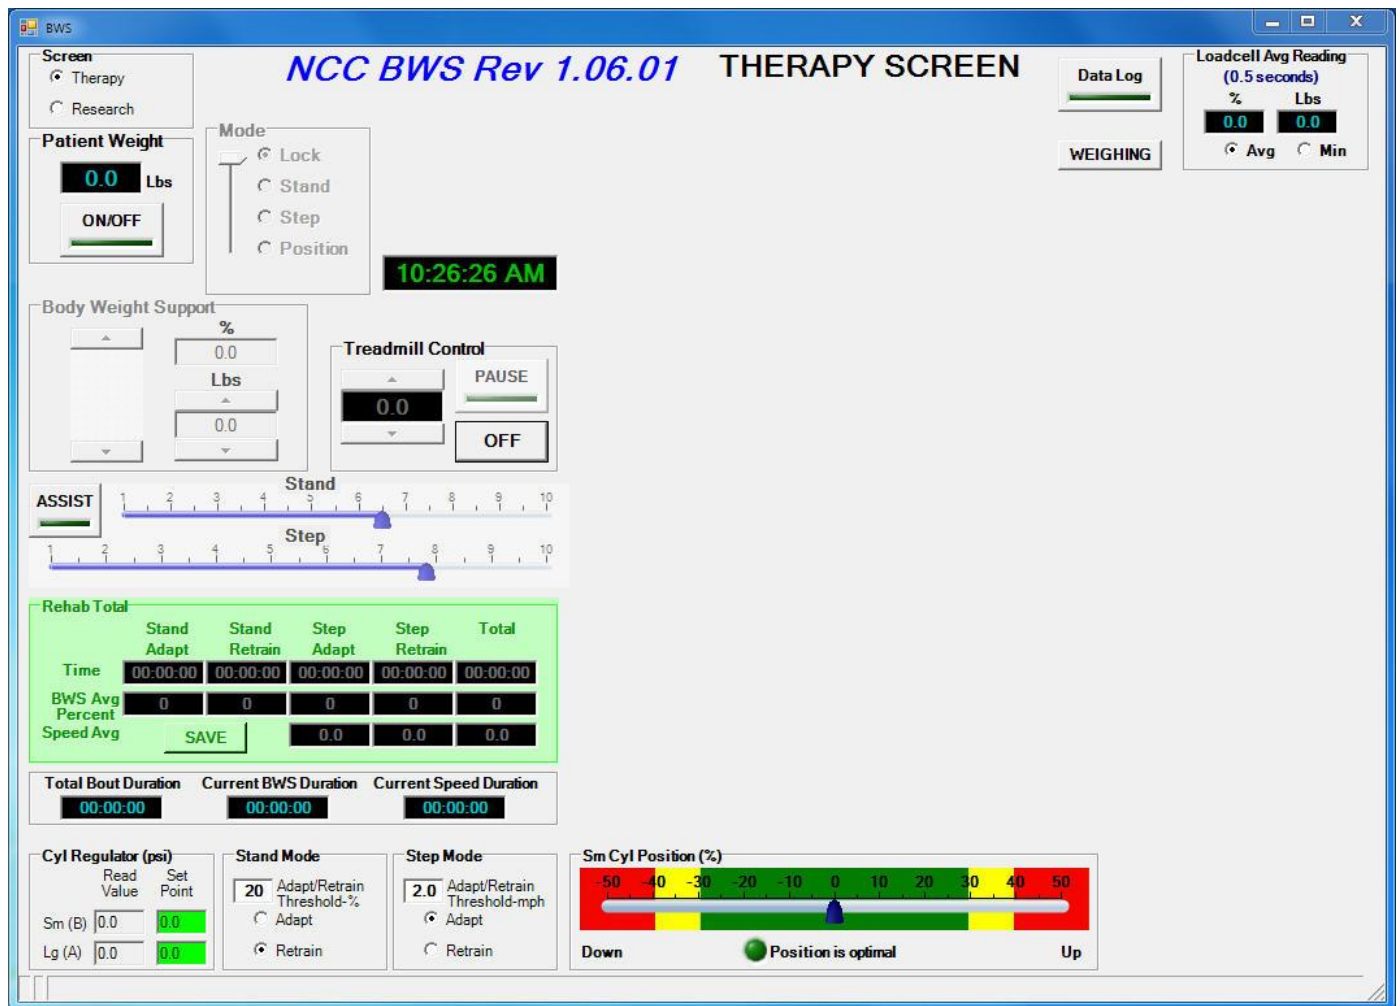 BWS
Screen
Therapy
Research
NCC BWS Rev 1.06.01
THERAPY SCREEN
Data Log
WEIGHING
Loadcell Avg Reading
(0.5 seconds)
% Lbs
0.0 0.0
Avg Min
Patient Weight
0.0 Lbs
ON/OFF
Mode
Lock
Stand
Step
Position
10:26:26 AM
Body Weight Support
%
0.0
Lbs
0.0
Treadmill Control
0.0
PAUSE
OFF
ASSIST
Stand
1 2 3 4 5 6 7 8 9 10
Step
1 2 3 4 5 6 7 8 9 10
Rehab Total
Stand Adapt
Stand Retrain
Step Adapt
Step Retrain
Total
Time 00:00:00 00:00:00 00:00:00 00:00:00 00:00:00
BWS Avg Percent 0 0 0 0 0
Speed Avg SAVE 0.0 0.0 0.0
Total Bout Duration Current BWS Duration Current Speed Duration
00:00:00 00:00:00 00:00:00
Cyl Regulator (psi)
Read Value
Set Point
Sm (B) 0.0 0.0
Lg (A) 0.0 0.0
Stand Mode
20 Adapt/Retrain
Threshold-%
Adapt
Retrain
Step Mode
2.0 Adapt/Retrain
Threshold-mph
Adapt
Retrain
Sm Cyl Position (%)
-50 -40 -30 -20 -10 0 10 20 30 40 50
Down Position is optimal Up